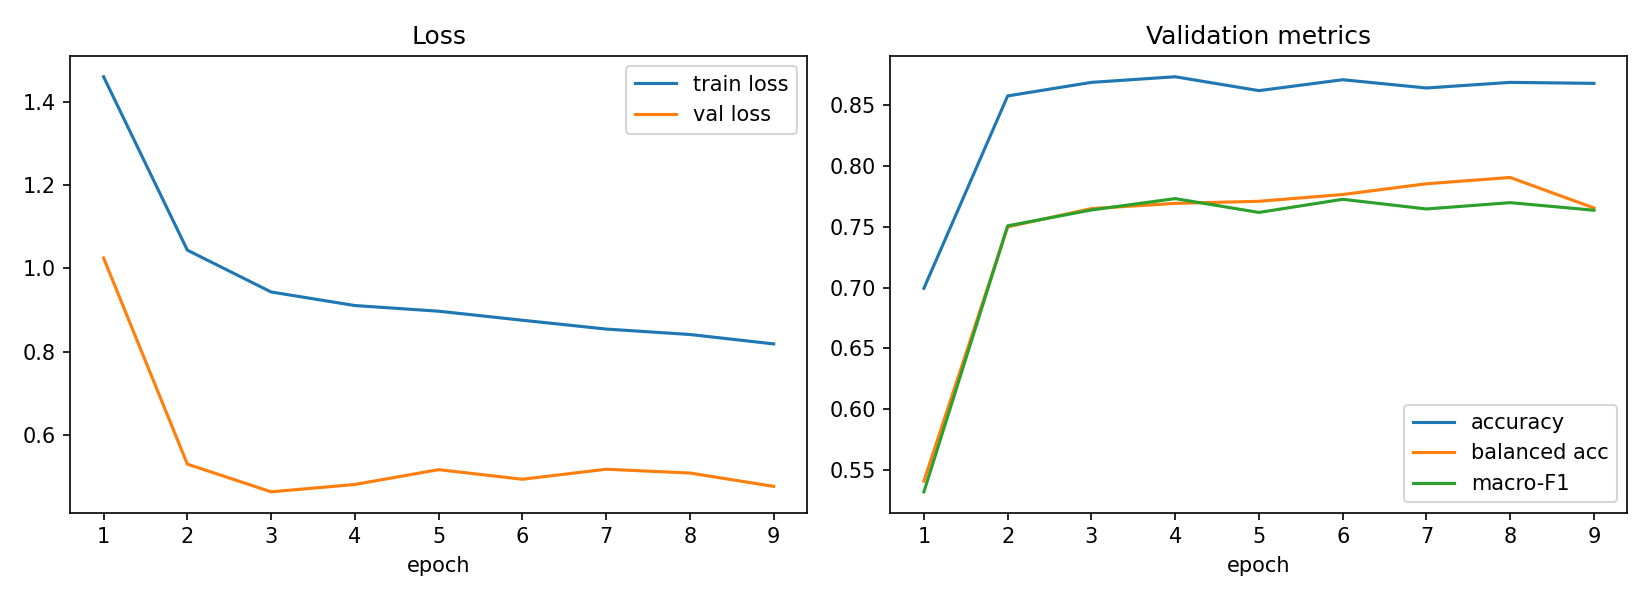 Loss
train loss
val loss
1.4
1.2
1.0
0.8
0.6
1 2 3 4 5 6 7 8 9
epoch
Validation metrics
0.85
0.80
0.75
0.70
0.65
0.60
0.55
accuracy
balanced acc
macro-F1
1 2 3 4 5 6 7 8 9
epoch